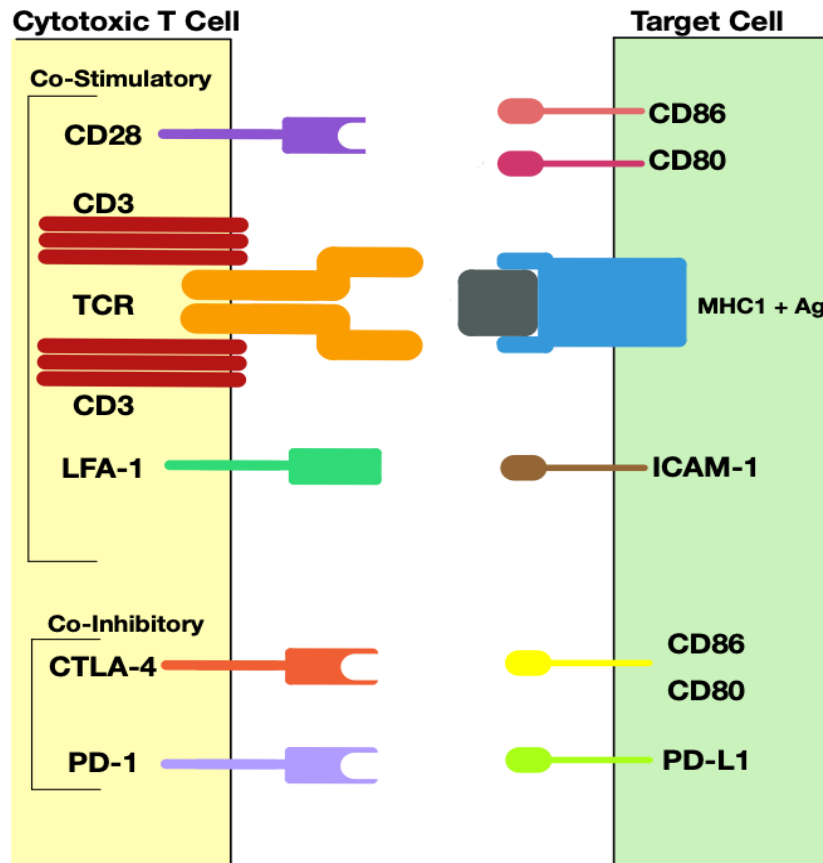 Cytotoxic T Cell
Target Cell
Co-Stimulatory
CD28
CD86
CD80
CD3
TCR
MHC1 + Ag
CD3
LFA-1
ICAM-1
Co-Inhibitory
CTLA-4
CD86
CD80
PD-1
PD-L1